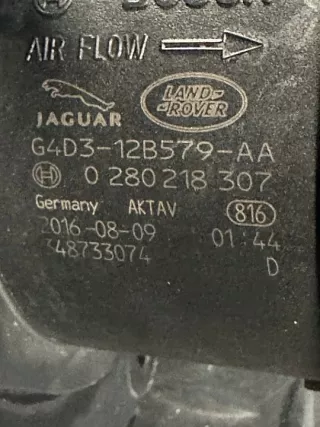 AIR FLOW
JAGUAR
LAND-
ROVER
G4D3-12B579-AA
0 280 218 307
Germany AKTAV 816
2016-08-09 01:44
348733074
D